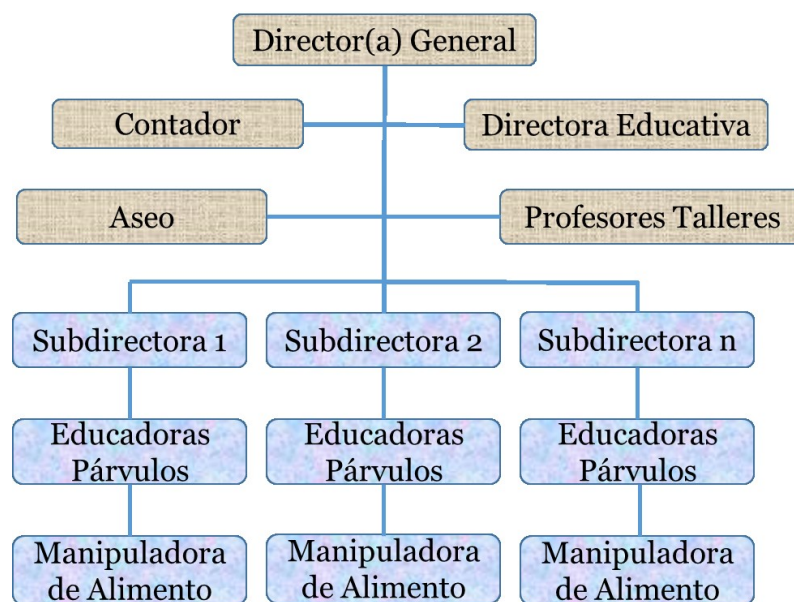 Director(a) General
Contador
Directora Educativa
Aseo
Profesores Talleres
Subdirectora 1
Subdirectora 2
Subdirectora n
Educadoras
Párvulos
Educadoras
Párvulos
Educadoras
Párvulos
Manipuladora
de Alimento
Manipuladora
de Alimento
Manipuladora
de Alimento